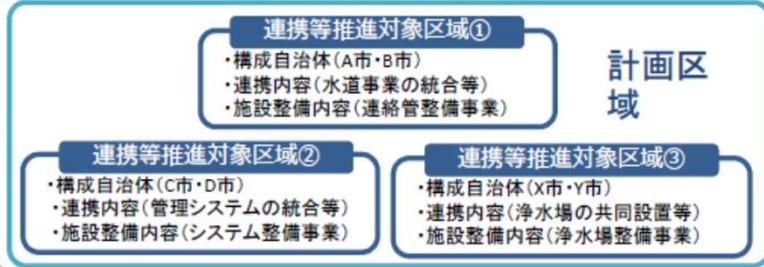 連携等推進対象区域①
・構成自治体(A市・B市)
・連携内容(水道事業の統合等)
・施設整備内容(連絡管整備事業)
計画区
域
連携等推進対象区域②
・構成自治体(C市・D市)
・連携内容(管理システムの統合等)
・施設整備内容(システム整備事業)
連携等推進対象区域③
・構成自治体(X市・Y市)
・連携内容(浄水場の共同設置等)
・施設整備内容(浄水場整備事業)